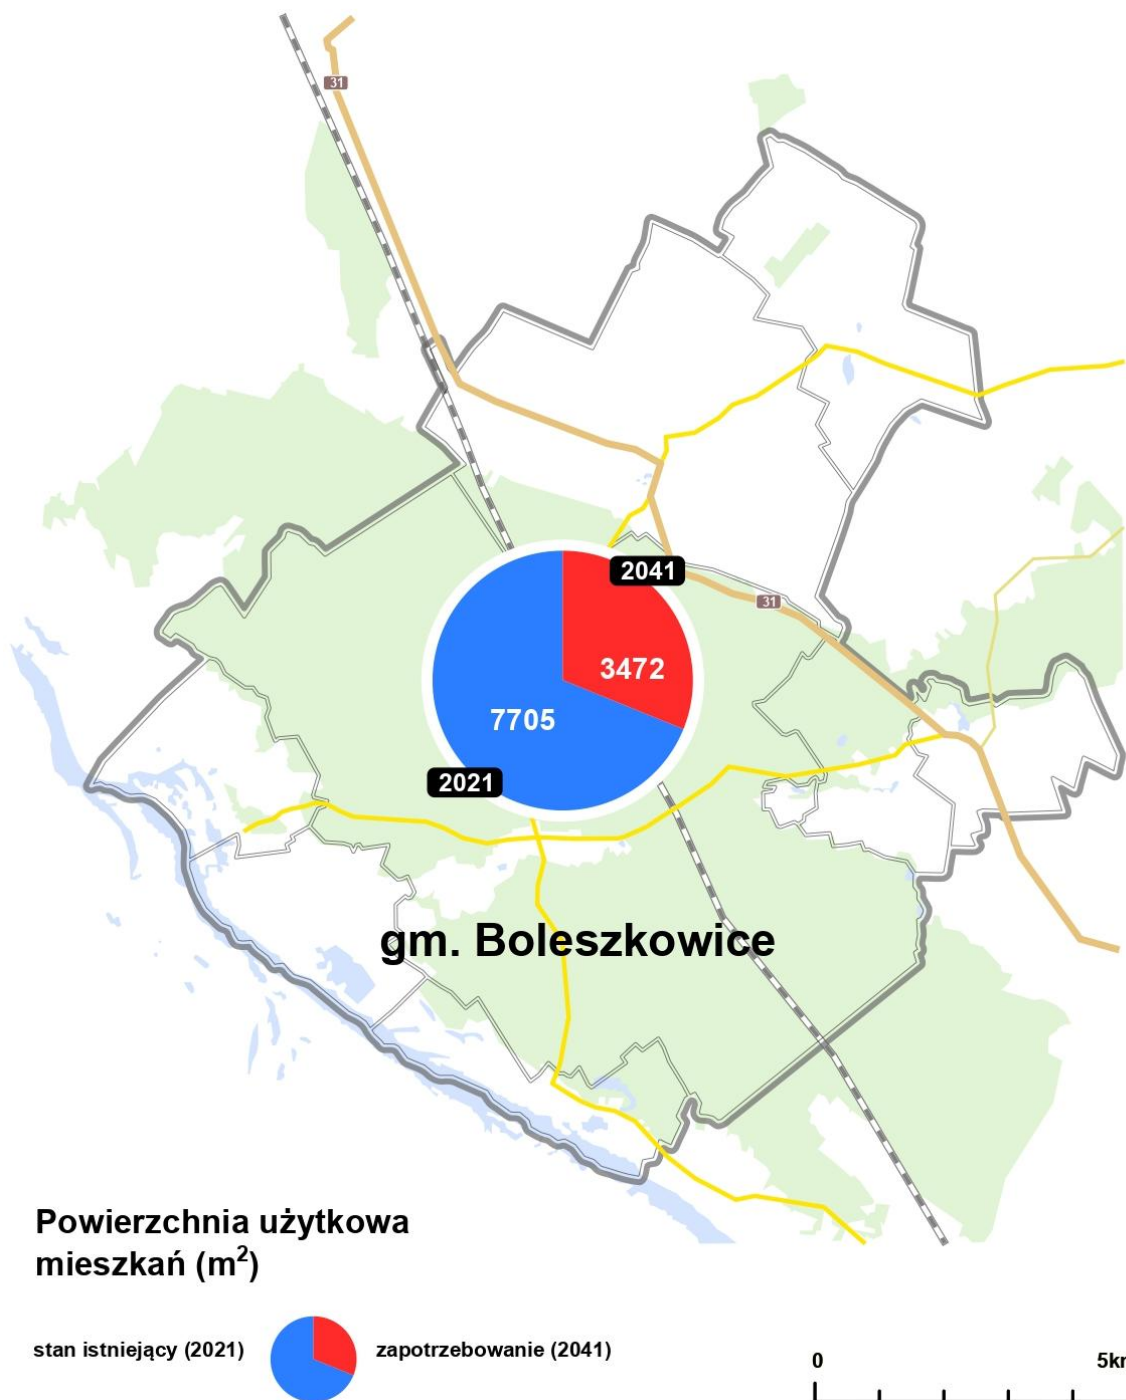 31
2041
31
3472
7705
2021
gm. Boleszkowice
Powierzchnia użytkowa
mieszkań (m²)
stan istniejący (2021) zapotrzebowanie (2041)
0 5km